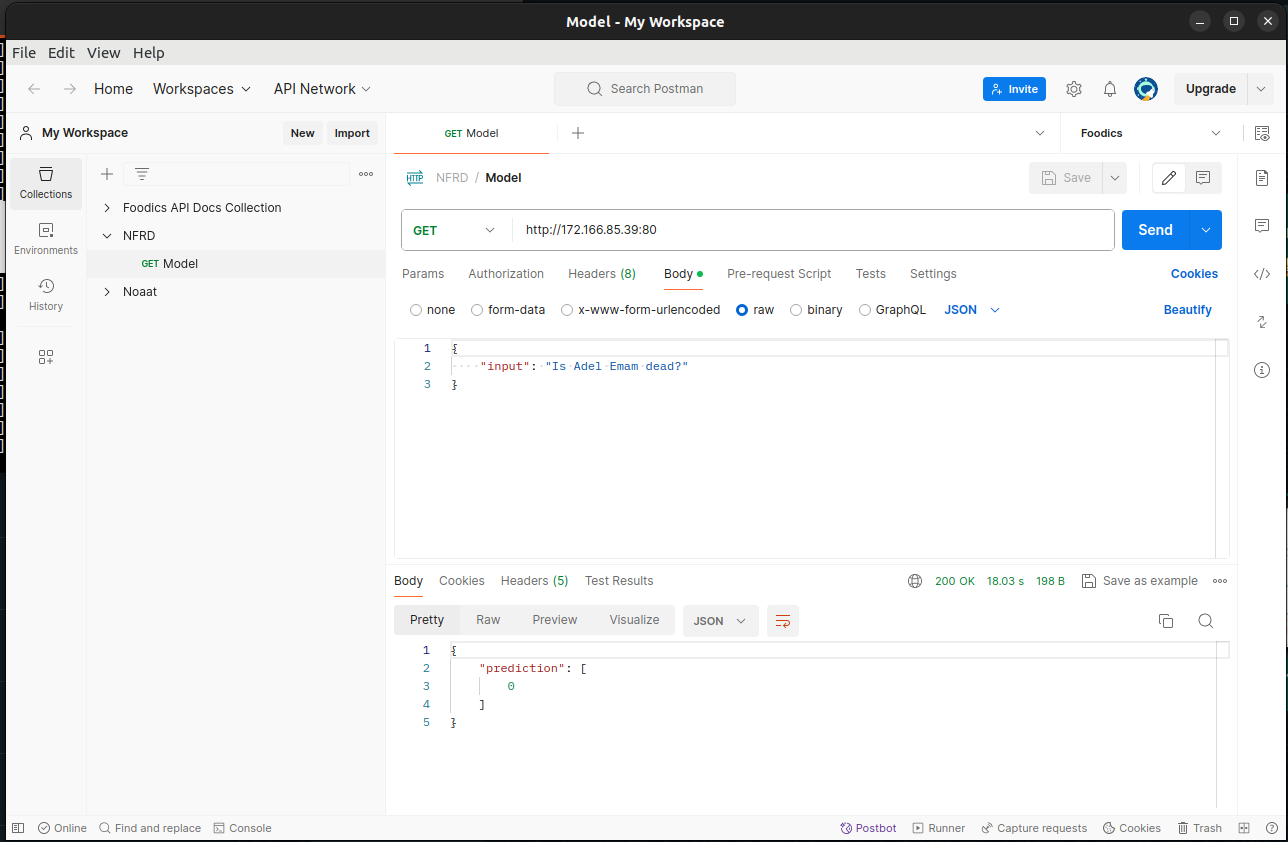 Model - My Workspace
File Edit View Help
Home Workspaces API Network Search Postman Invite Upgrade
My Workspace New Import GET Model Foodics
Collections
Environments
History
Foodics API Docs Collection
NFRD
GET Model
Noaat
HTTP NFRD / Model Save
GET http://172.166.85.39:80 Send
Params Authorization Headers (8) Body Pre-request Script Tests Settings Cookies
none form-data x-www-form-urlencoded raw binary GraphQL JSON Beautify
1 {
2 "input": "Is Adel Emam dead?"
3 }
Body Cookies Headers (5) Test Results 200 OK 18.03 s 198 B Save as example
Pretty Raw Preview Visualize JSON
1 {
2 "prediction": [
3 0
4 ]
5 }
Online Find and replace Console Postbot Runner Capture requests Cookies Trash